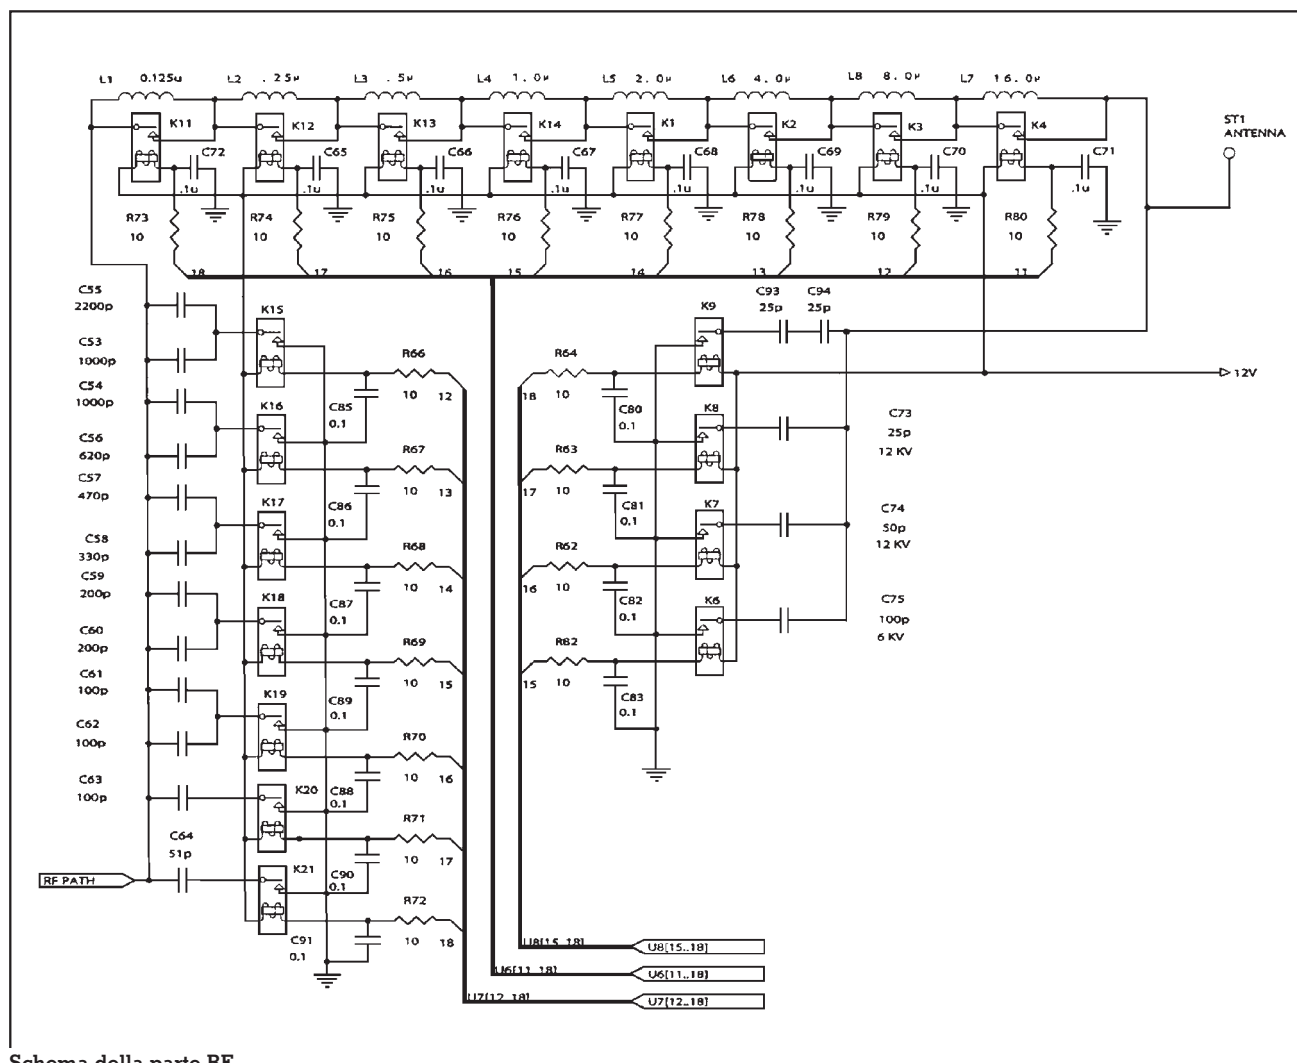 L1 0.125u L2 .25µ L3 .5µ L4 1.0µ L5 2.0µ L6 4.0µ L8 8.0µ L7 16.0µ
K11 K12 K13 K14 K1 K2 K3 K4
ST1
ANTENNA
C72 C65 C66 C67 C68 C69 C70 C71
.1u .1u .1u .1u .1u .1u .1u .1u
R73 R74 R75 R76 R77 R78 R79 R80
10 10 10 10 10 10 10 10
18 17 16 15 14 13 12 11
C55
2200p
C53
1000p
C54
1000p
C56
620p
C57
470p
C58
330p
C59
200p
C60
200p
C61
100p
C62
100p
C63
100p
C64
51p
RF PATH
K15
K16
K17
K18
K19
K20
K21
C85
0.1
C86
0.1
C87
0.1
C89
0.1
C88
0.1
C90
0.1
C91
0.1
R66
10 12
R67
10 13
R68
10 14
R69
10 15
R70
10 16
R71
10 17
R72
10 18
R64
18 10
R63
17 10
R62
16 10
R82
15 10
C80
0.1
C81
0.1
C82
0.1
C83
0.1
K9
K8
K7
K6
C93 C94
25p 25p
12V
C73
25p
12 KV
C74
50p
12 KV
C75
100p
6 KV
U8[15..18] U8[15..18]
U6[11..18] U6[11..18]
U7[12..18] U7[12..18]
Schema della parte RF